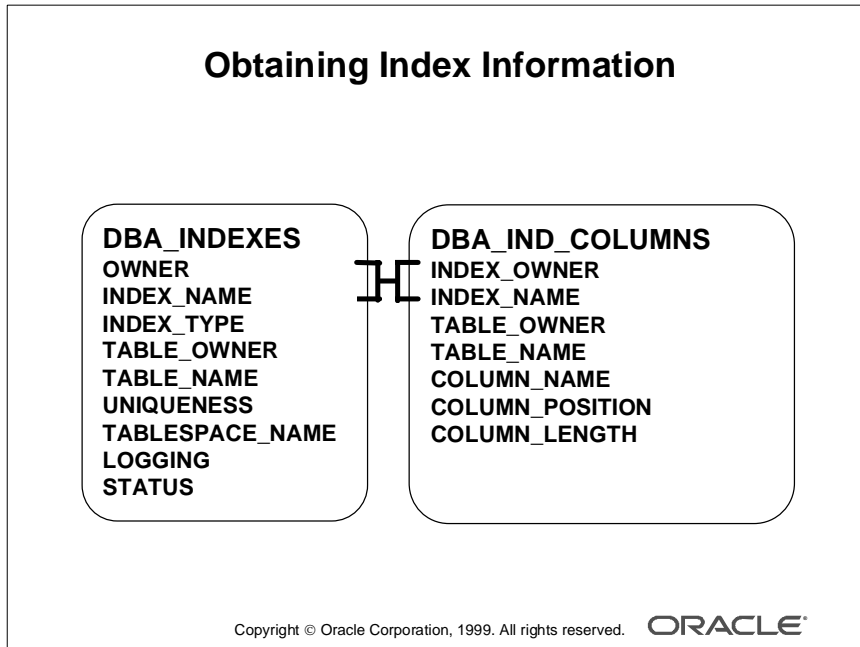 Obtaining Index Information
DBA_INDEXES
OWNER
INDEX_NAME
INDEX_TYPE
TABLE_OWNER
TABLE_NAME
UNIQUENESS
TABLESPACE_NAME
LOGGING
STATUS
DBA_IND_COLUMNS
INDEX_OWNER
INDEX_NAME
TABLE_OWNER
TABLE_NAME
COLUMN_NAME
COLUMN_POSITION
COLUMN_LENGTH
Copyright © Oracle Corporation, 1999. All rights reserved. ORACLE®